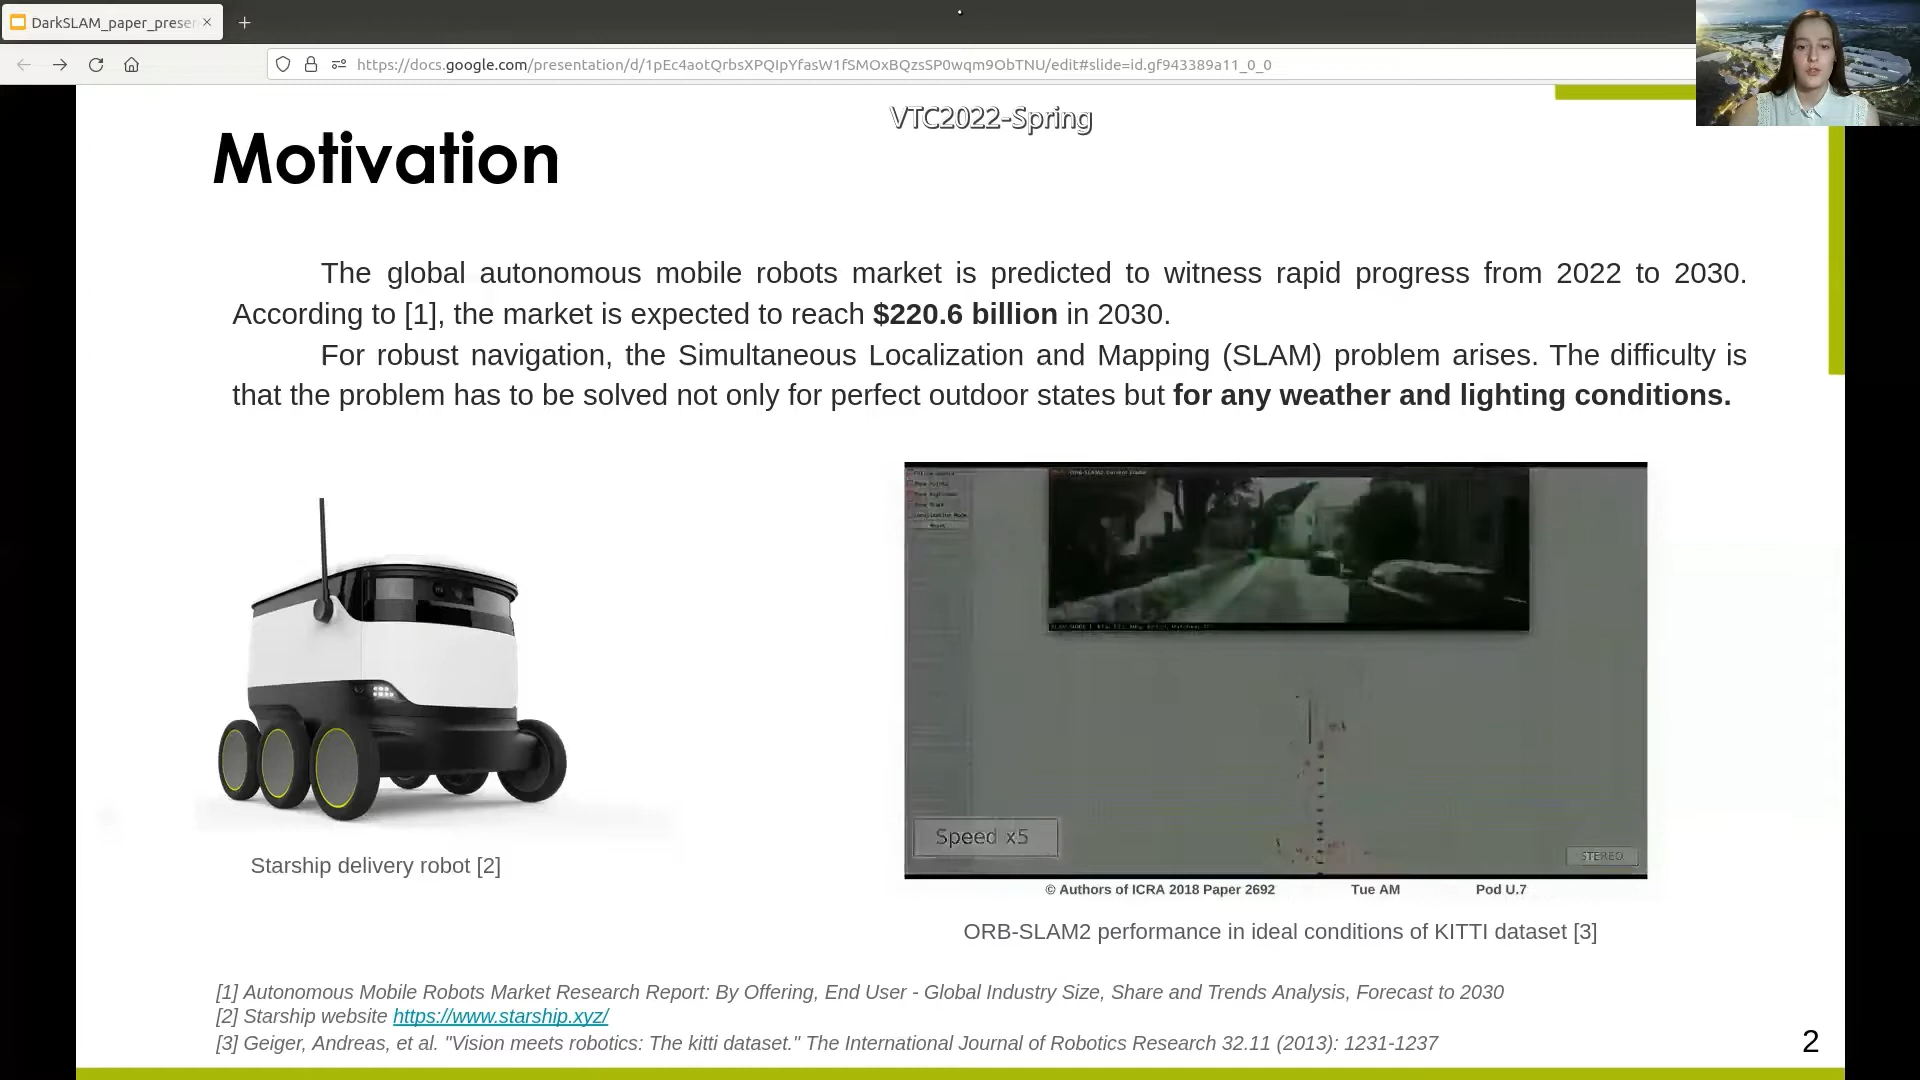 DarkSLAM_paper_presen
https://docs.google.com/presentation/d/1pEc4aotQrbsXPQIpYfasW1fSMOxBQzsSP0wqm9ObTNU/edit#slide=id.gf943389a11_0_0
VTC2022-Spring
Motivation
The global autonomous mobile robots market is predicted to witness rapid progress from 2022 to 2030.
According to [1], the market is expected to reach $220.6 billion in 2030.
For robust navigation, the Simultaneous Localization and Mapping (SLAM) problem arises. The difficulty is
that the problem has to be solved not only for perfect outdoor states but for any weather and lighting conditions.
Speed x5
STEREO
© Authors of ICRA 2018 Paper 2692 Tue AM Pod U.7
Starship delivery robot [2]
ORB-SLAM2 performance in ideal conditions of KITTI dataset [3]
[1] Autonomous Mobile Robots Market Research Report: By Offering, End User - Global Industry Size, Share and Trends Analysis, Forecast to 2030
[2] Starship website https://www.starship.xyz/
[3] Geiger, Andreas, et al. "Vision meets robotics: The kitti dataset." The International Journal of Robotics Research 32.11 (2013): 1231-1237
2